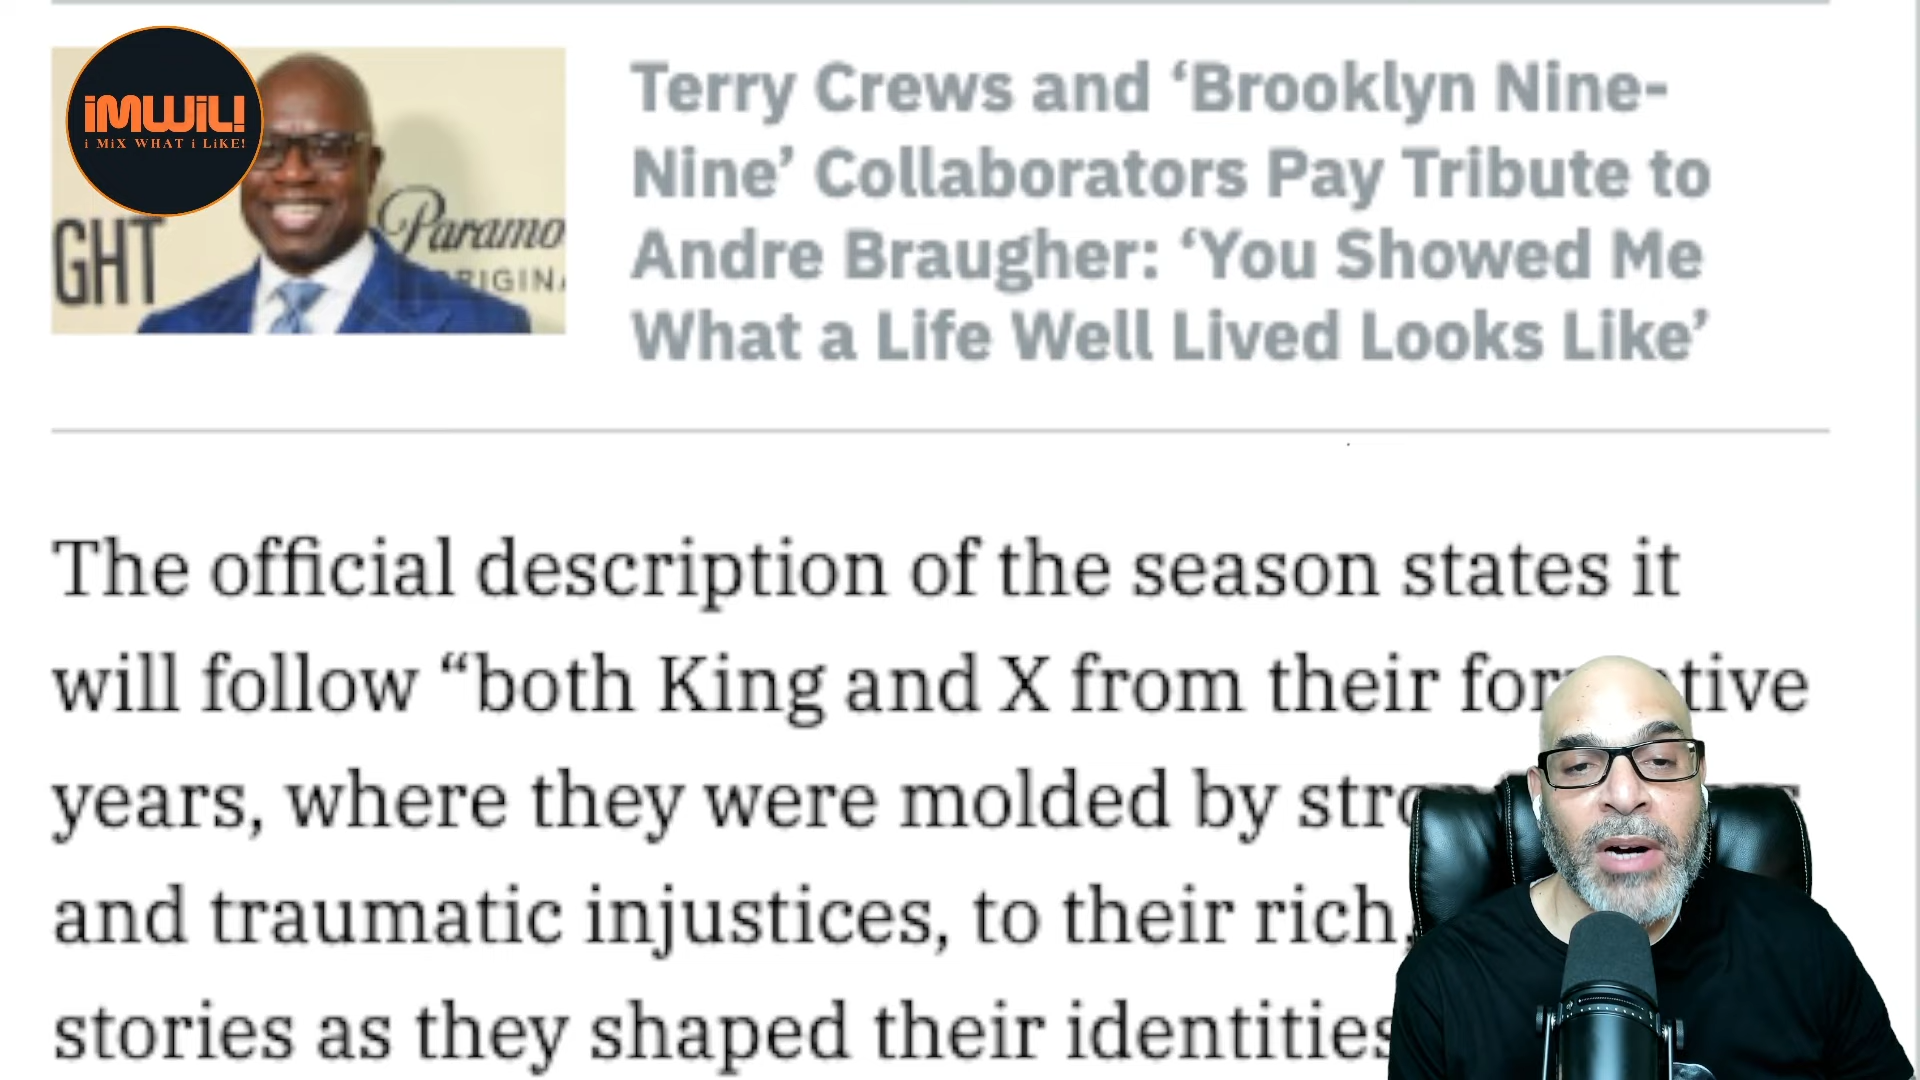 iMWiL!
i MiX WHAT i LiKE!
GHT
Paramo
RIGINA
Terry Crews and ‘Brooklyn Nine-
Nine’ Collaborators Pay Tribute to
Andre Braugher: ‘You Showed Me
What a Life Well Lived Looks Like’
The official description of the season states it
will follow “both King and X from their for tive
years, where they were molded by stro
and traumatic injustices, to their rich,
stories as they shaped their identities